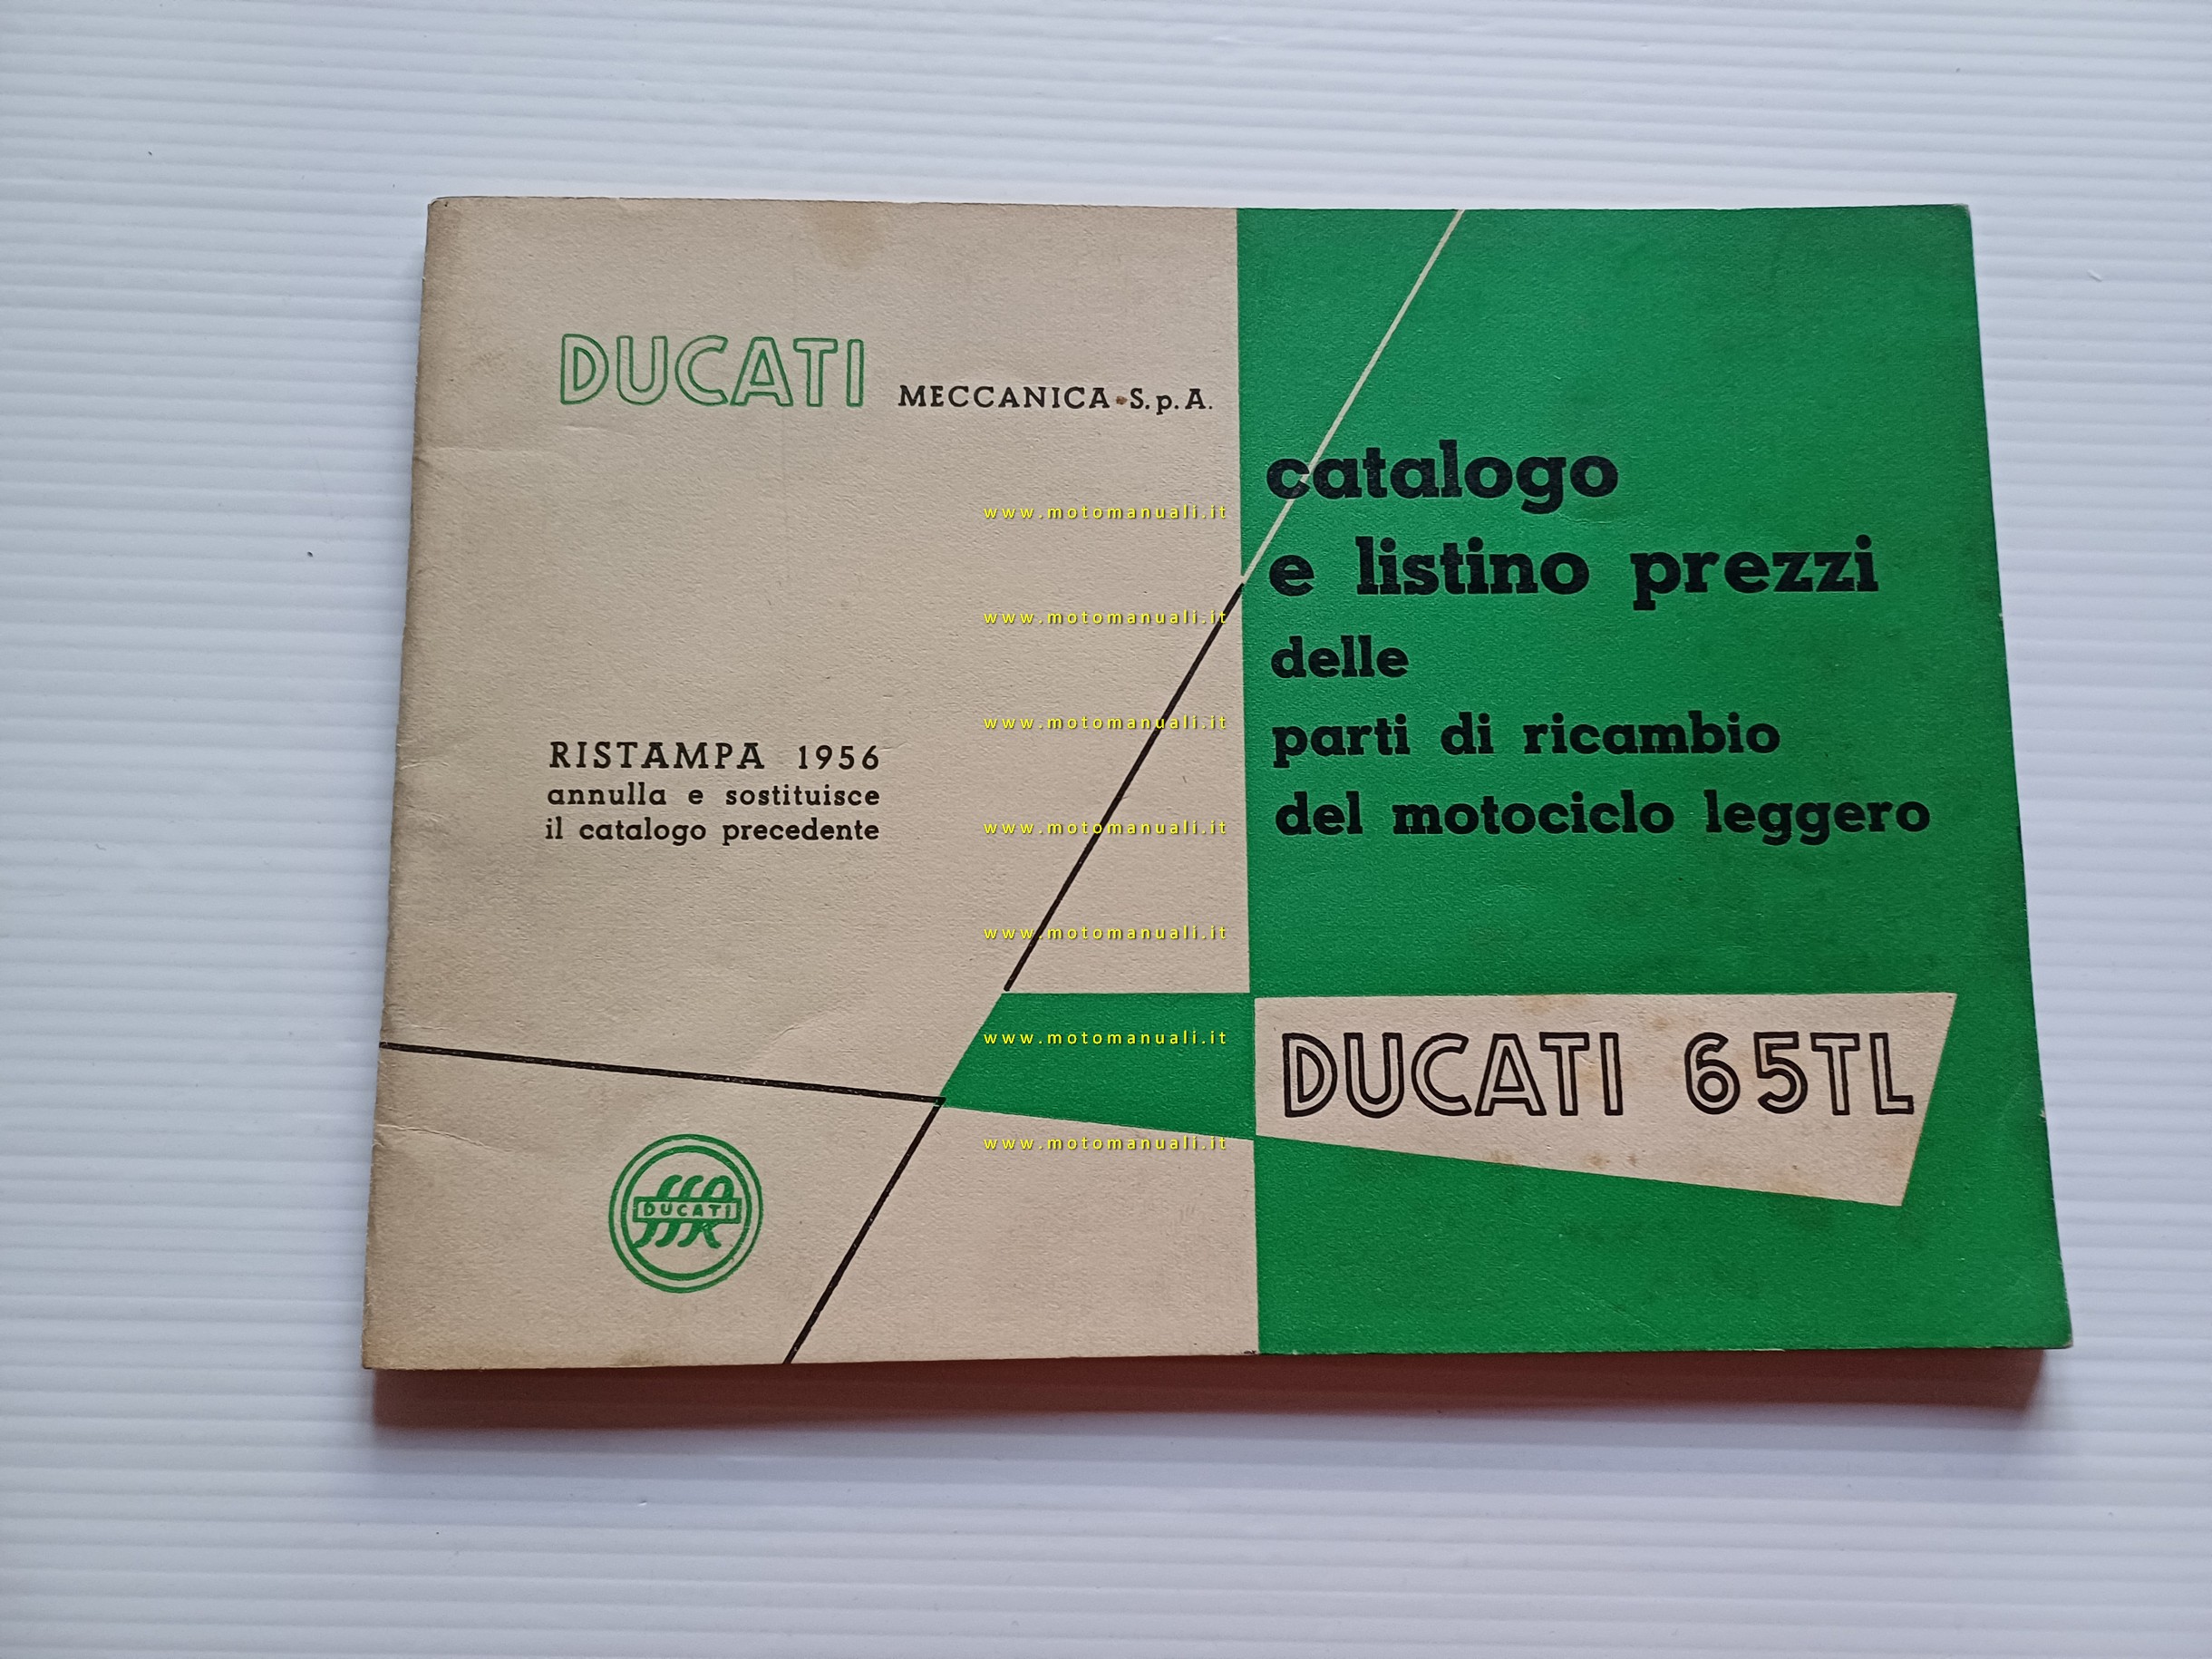 DUCATI MECCANICA S.p.A.
RISTAMPA 1956
annulla e sostituisce
il catalogo precedente
DUCATI
catalogo
e listino prezzi
delle
parti di ricambio
del motociclo leggero
DUCATI 65TL
www.motomanuali.it
www.motomanuali.it
www.motomanuali.it
www.motomanuali.it
www.motomanuali.it
www.motomanuali.it
www.motomanuali.it